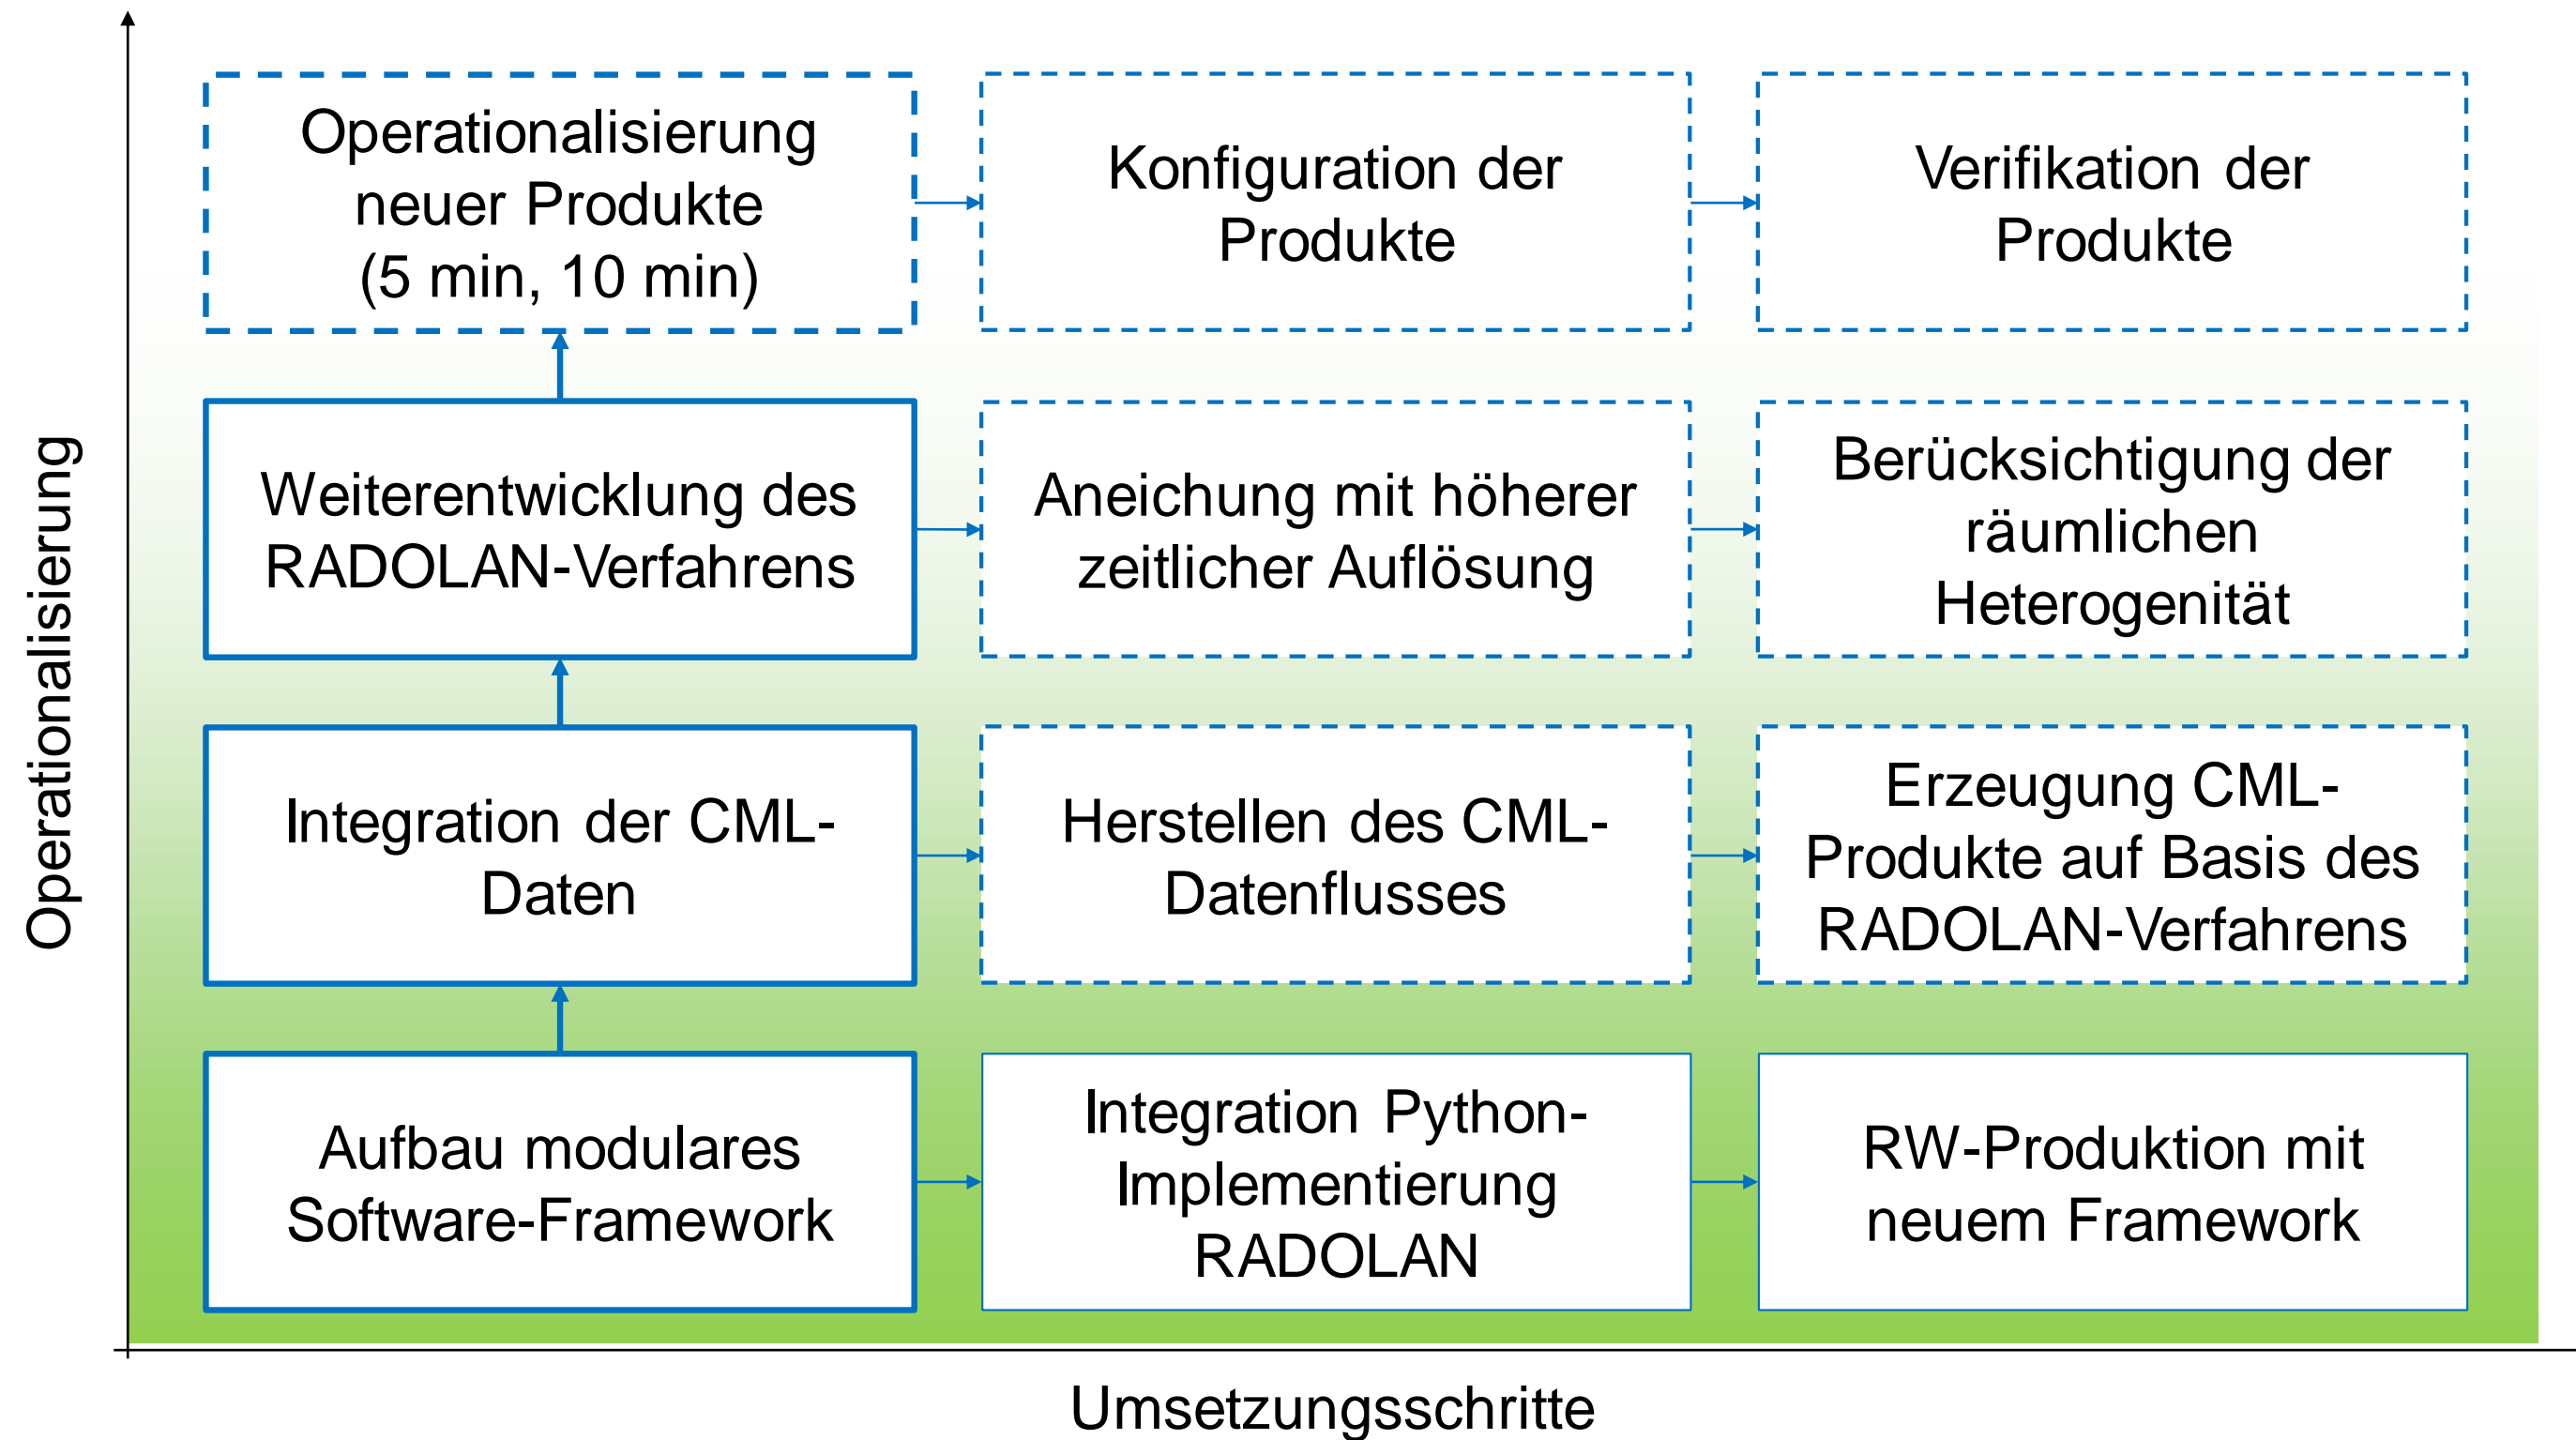 Operationalisierung
Operationalisierung
neuer Produkte
(5 min, 10 min)
Konfiguration der
Produkte
Verifikation der
Produkte
Weiterentwicklung des
RADOLAN-Verfahrens
Aneichung mit höherer
zeitlicher Auflösung
Berücksichtigung der
räumlichen
Heterogenität
Integration der CML-
Daten
Herstellen des CML-
Datenflusses
Erzeugung CML-
Produkte auf Basis des
RADOLAN-Verfahrens
Aufbau modulares
Software-Framework
Integration Python-
Implementierung
RADOLAN
RW-Produktion mit
neuem Framework
Umsetzungsschritte